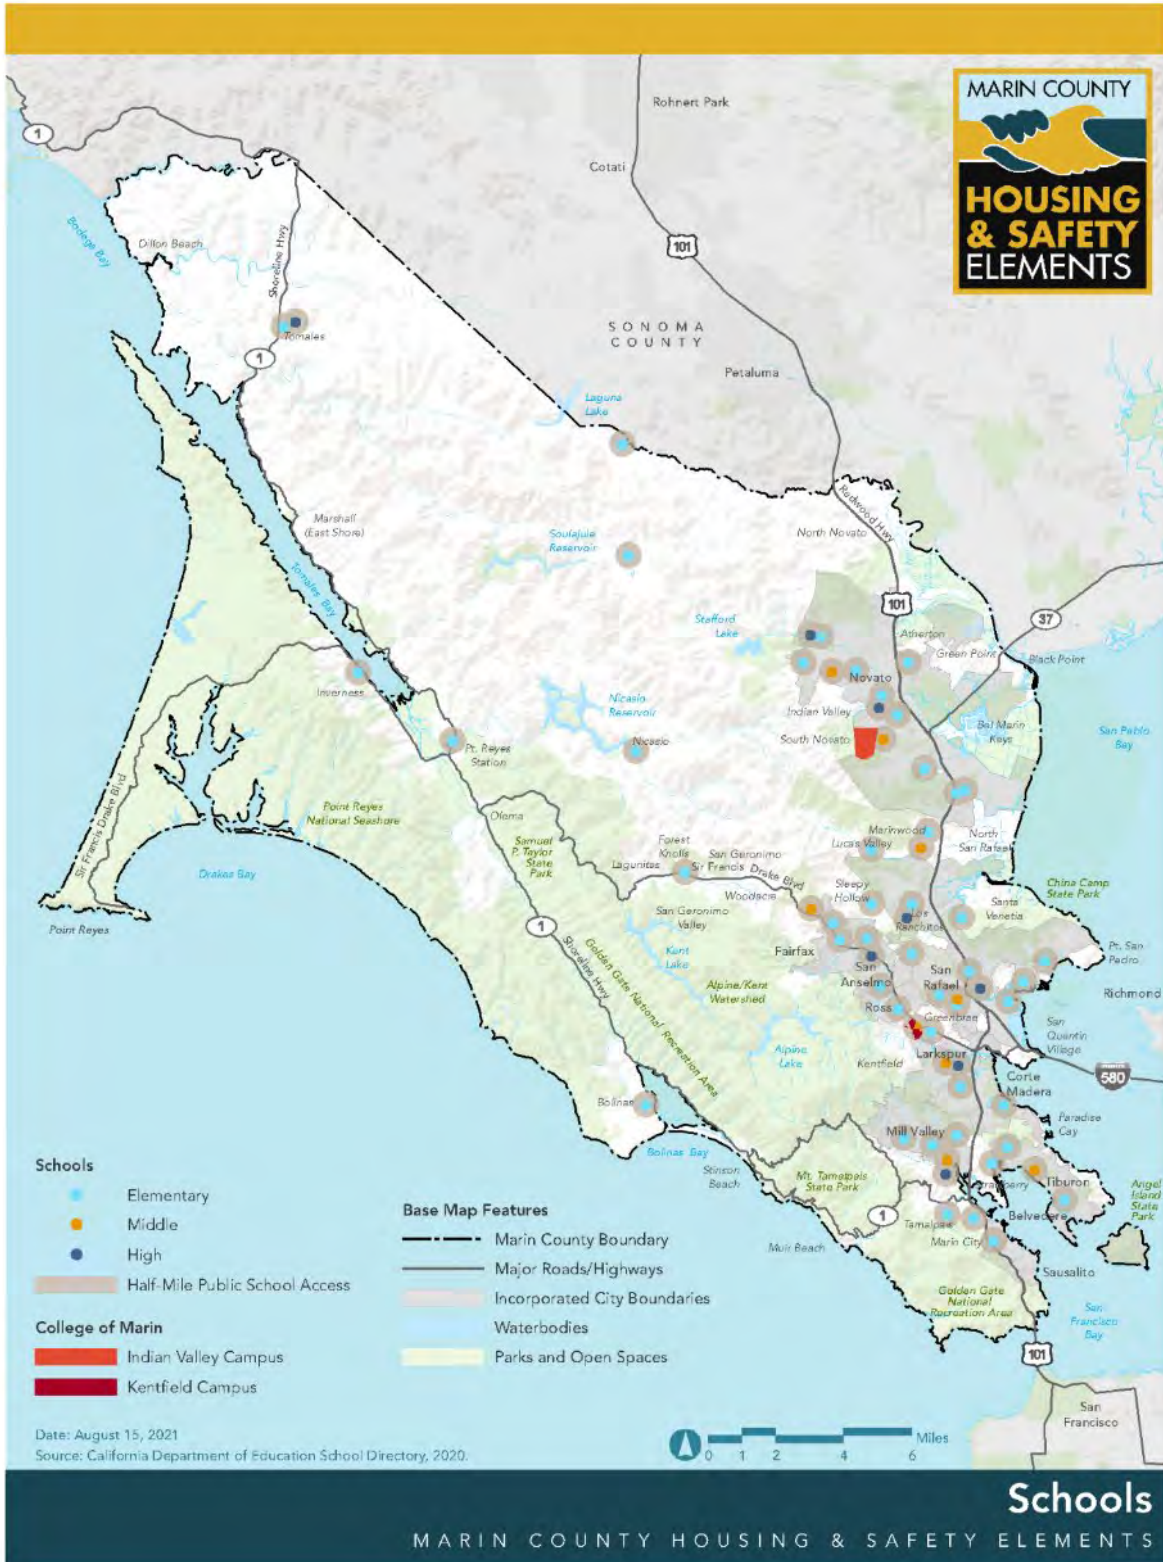 MARIN COUNTY
HOUSING
& SAFETY
ELEMENTS
Rohnert Park
1
Cotati
101
Bodega Bay
Dillon Beach
Shoreline Hwy
SONOMA
COUNTY
Tomales
1
Petaluma
Laguna
Lake
Redwood Hwy
Marshall
(East Shore)
Soulajule
Reservoir
North Novato
Tomales Bay
101
37
Stafford
Lake
Atherton
Green Point
Black Point
Inverness
Novato
Nicasio
Reservoir
Indian Valley
Bel Marin
Keys
San Pablo
Bay
Pt. Reyes
Station
Nicasio
South Novato
Sir Francis Drake Blvd
Point Reyes
National Seashore
Olema
Samuel
P. Taylor
State
Park
Marinwood
Lucas Valley
North
San Rafael
Forest
Knolls
San Geronimo
Lagunitas
Sir Francis Drake Blvd
Drakes Bay
Sleepy
Hollow
China Camp
State Park
Woodacre
Santa
Venetia
Los
Ranchitos
Point Reyes
1
San Geronimo
Valley
Shoreline Hwy
Golden Gate National Recreation Area
Kent
Lake
Fairfax
San
Anselmo
San
Rafael
Pt. San
Pedro
Alpine/Kent
Watershed
Richmond
Ross
Greenbrae
San
Quentin
Village
Alpine
Lake
Kentfield
Larkspur
580
Corte
Madera
Bolinas
Paradise
Cay
Mill Valley
Bolinas Bay
Stinson
Beach
Mt. Tamalpais
State Park
Strawberry
Tiburon
Angel
Island
State
Park
1
Tamalpais
Belvedere
Muir Beach
Marin City
Sausalito
Golden Gate
National
Recreation Area
San
Francisco
Bay
101
San
Francisco
Schools
Elementary
Middle
High
Half-Mile Public School Access
College of Marin
Indian Valley Campus
Kentfield Campus
Base Map Features
Marin County Boundary
Major Roads/Highways
Incorporated City Boundaries
Waterbodies
Parks and Open Spaces
Date: August 15, 2021
Source: California Department of Education School Directory, 2020.
0 1 2 4 6 Miles
Schools
MARIN COUNTY HOUSING & SAFETY ELEMENTS